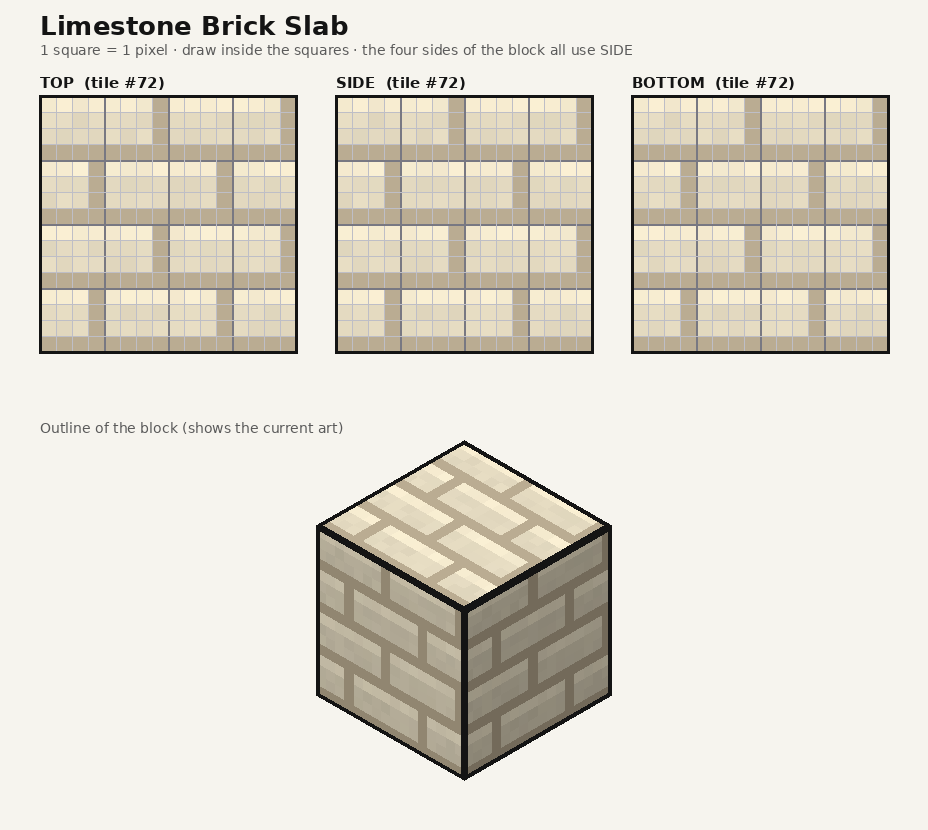 Limestone Brick Slab
1 square = 1 pixel · draw inside the squares · the four sides of the block all use SIDE
TOP (tile #72)
SIDE (tile #72)
BOTTOM (tile #72)
Outline of the block (shows the current art)